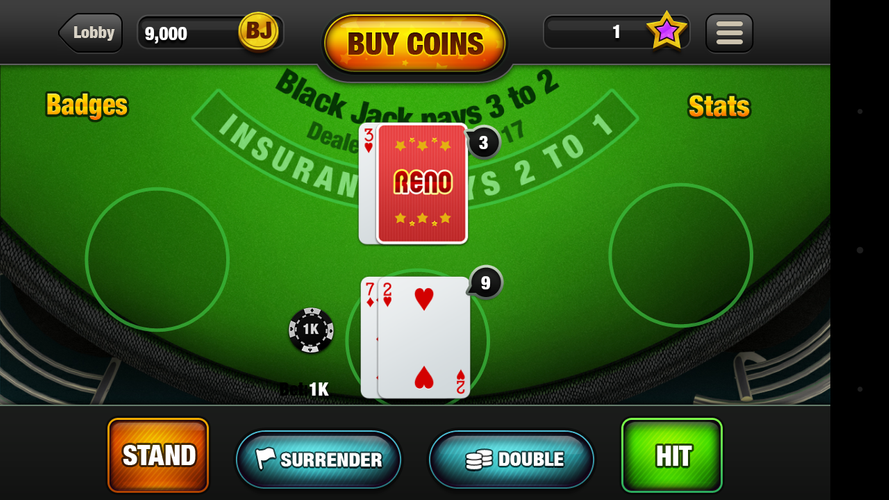 Lobby
9,000
BJ
BUY COINS
1
Badges
Stats
Black Jack pays 3 to 2
17
INSURAN YS 2 TO 1
3
RENO
3
7
2
9
1K
1K
2
STAND
SURRENDER
DOUBLE
HIT